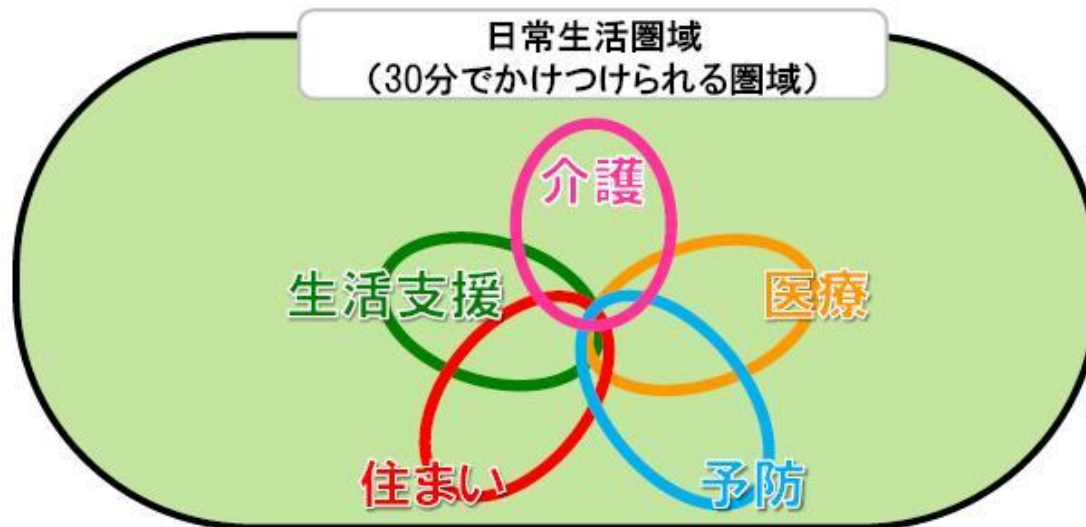 日常生活圏域
（30分でかけつけられる圏域）
介護
生活支援
医療
住まい
予防